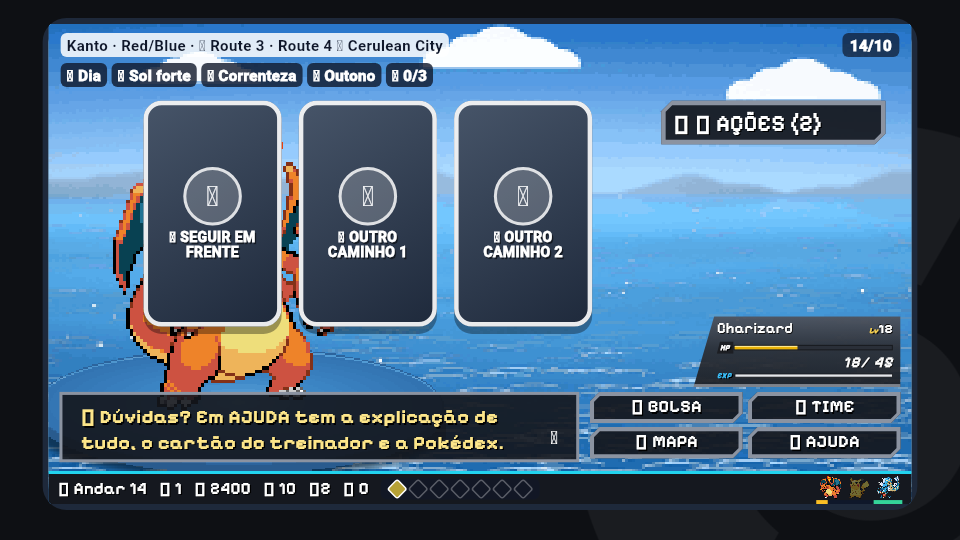 Kanto · Red/Blue · Route 3 · Route 4 Cerulean City
14/10
Dia Sol forte Correnteza Outono 0/3
AÇÕES (2)
SEGUIR EM
FRENTE
OUTRO
CAMINHO 1
OUTRO
CAMINHO 2
Charizard Lv18
HP
18/ 48
EXP
Dúvidas? Em AJUDA tem a explicação de
tudo, o cartão do treinador e a Pokédex.
BOLSA
TIME
MAPA
AJUDA
Andar 14 1 2400 10 2 0